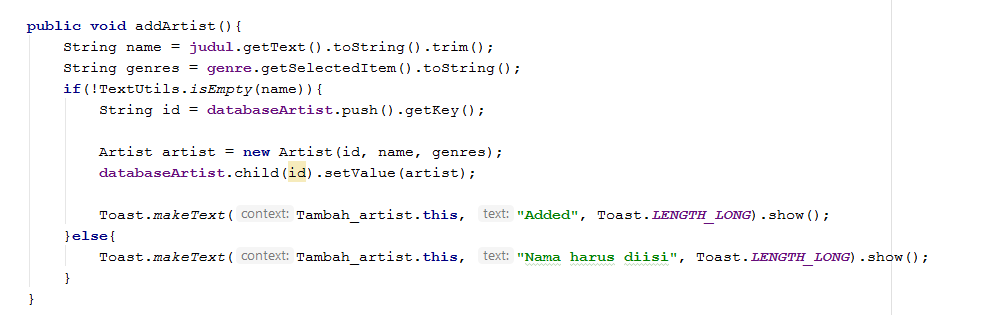 public void addArtist(){
    String name = judul.getText().toString().trim();
    String genres = genre.getSelectedItem().toString();
    if(!TextUtils.isEmpty(name)){
        String id = databaseArtist.push().getKey();

        Artist artist = new Artist(id, name, genres);
        databaseArtist.child(id).setValue(artist);

        Toast.makeText( context: Tambah_artist.this, text: "Added", Toast.LENGTH_LONG).show();
    }else{
        Toast.makeText( context: Tambah_artist.this, text: "Nama harus diisi", Toast.LENGTH_LONG).show();
    }
}